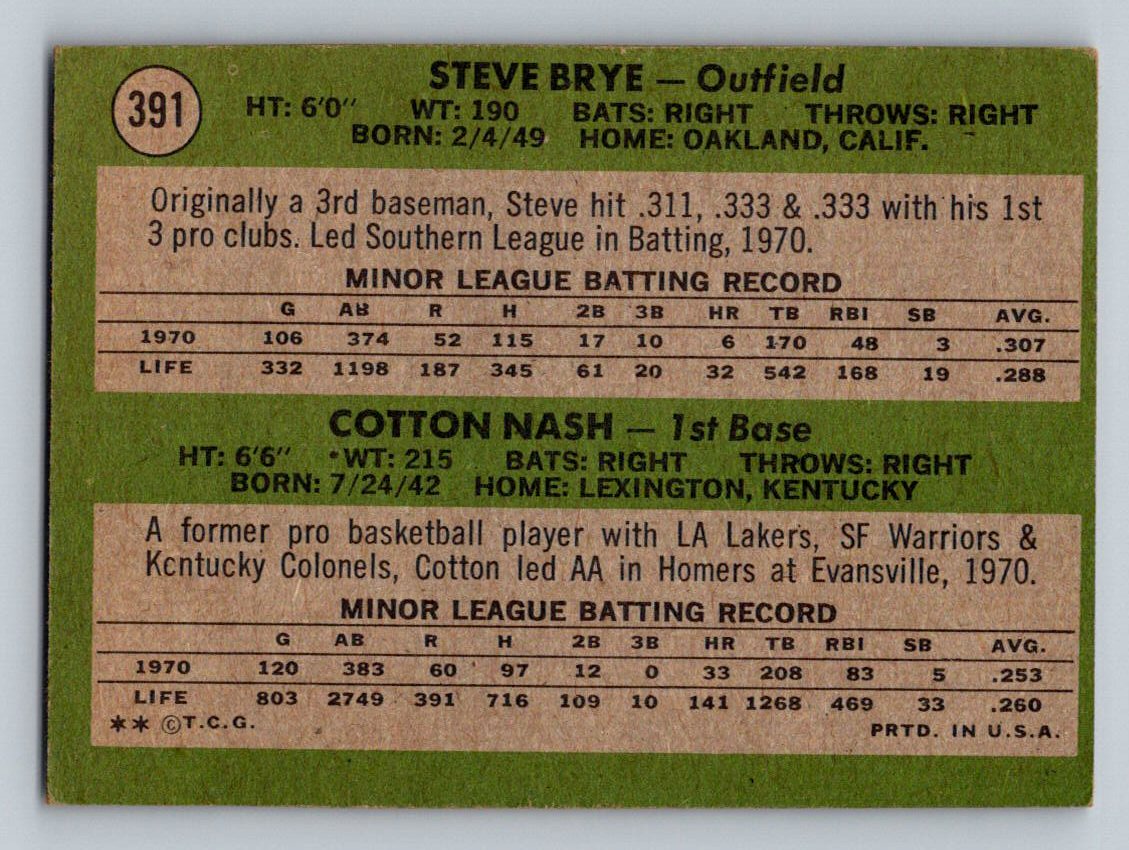 391
STEVE BRYE — Outfield
HT: 6'0" WT: 190 BATS: RIGHT THROWS: RIGHT
BORN: 2/4/49 HOME: OAKLAND, CALIF.
Originally a 3rd baseman, Steve hit .311, .333 & .333 with his 1st
3 pro clubs. Led Southern League in Batting, 1970.
MINOR LEAGUE BATTING RECORD
G AB R H 2B 3B HR TB RBI SB AVG.
1970 106 374 52 115 17 10 6 170 48 3 .307
LIFE 332 1198 187 345 61 20 32 542 168 19 .288
COTTON NASH — 1st Base
HT: 6'6" WT: 215 BATS: RIGHT THROWS: RIGHT
BORN: 7/24/42 HOME: LEXINGTON, KENTUCKY
A former pro basketball player with LA Lakers, SF Warriors &
Kentucky Colonels, Cotton led AA in Homers at Evansville, 1970.
MINOR LEAGUE BATTING RECORD
G AB R H 2B 3B HR TB RBI SB AVG.
1970 120 383 60 97 12 0 33 208 83 5 .253
LIFE 803 2749 391 716 109 10 141 1268 469 33 .260
** ©T.C.G. PRTD. IN U.S.A.